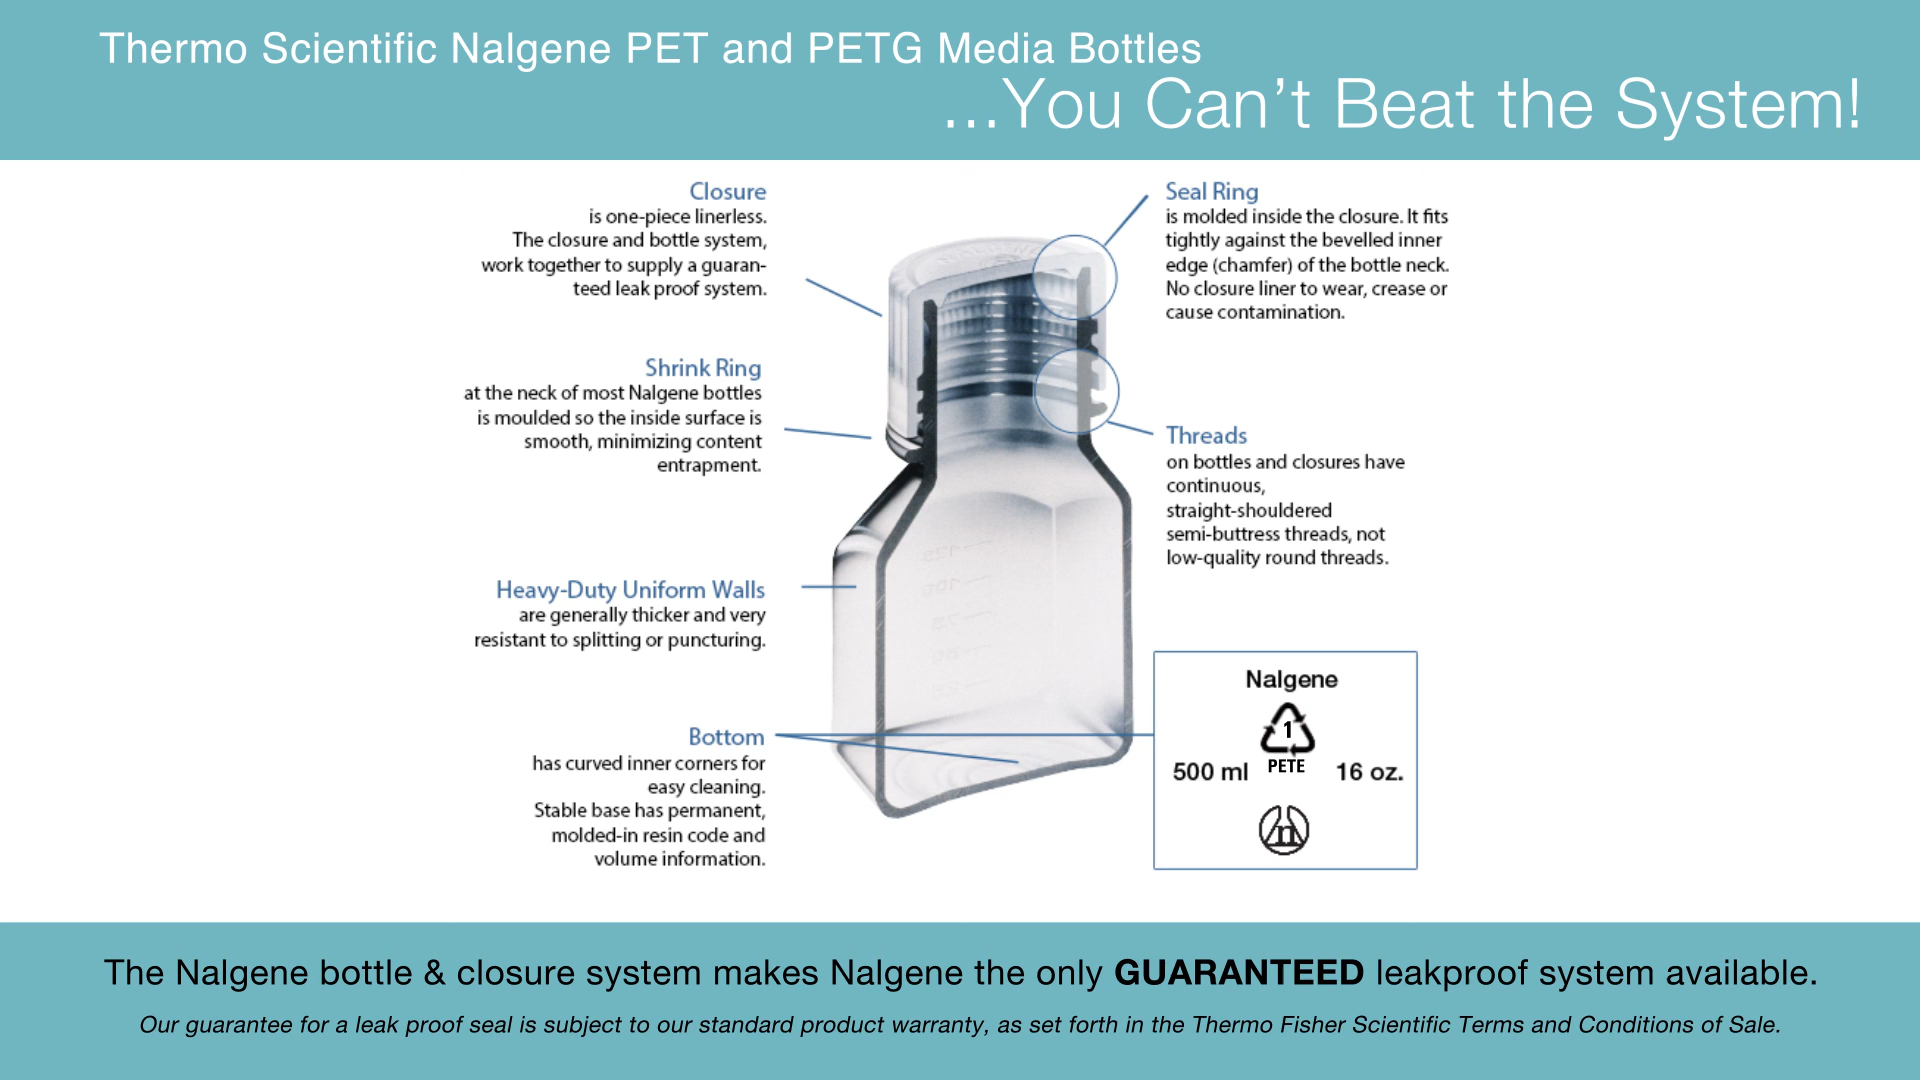 Thermo Scientific Nalgene PET and PETG Media Bottles
...You Can't Beat the System!
Closure
is one-piece linerless.
The closure and bottle system,
work together to supply a guaran-
teed leak proof system.
Seal Ring
is molded inside the closure. It fits
tightly against the bevelled inner
edge (chamfer) of the bottle neck.
No closure liner to wear, crease or
cause contamination.
Shrink Ring
at the neck of most Nalgene bottles
is moulded so the inside surface is
smooth, minimizing content
entrapment.
Threads
on bottles and closures have
continuous,
straight-shouldered
semi-buttress threads, not
low-quality round threads.
Heavy-Duty Uniform Walls
are generally thicker and very
resistant to splitting or puncturing.
Bottom
has curved inner corners for
easy cleaning.
Stable base has permanent,
molded-in resin code and
volume information.
Nalgene
1
PETE
500 ml 16 oz.
n
The Nalgene bottle & closure system makes Nalgene the only GUARANTEED leakproof system available.
Our guarantee for a leak proof seal is subject to our standard product warranty, as set forth in the Thermo Fisher Scientific Terms and Conditions of Sale.